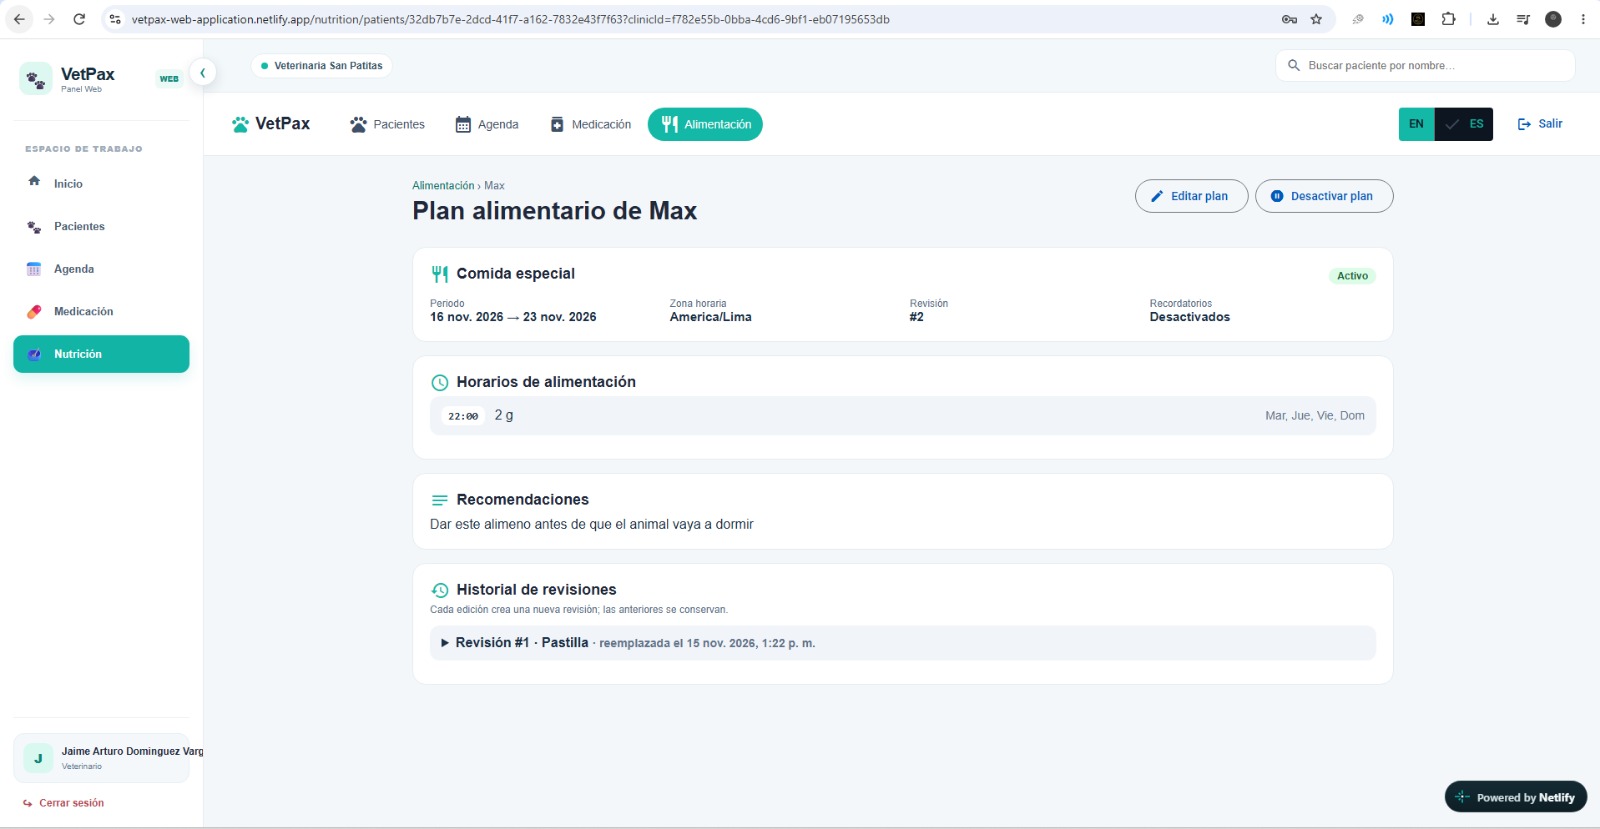 vetpax-web-application.netlify.app/nutrition/patients/32db7b7e-2dcd-41f7-a162-7832e43f7f63?clinicId=f782e55b-0bba-4cd6-9bf1-eb07195653db
VetPax
Panel Web
WEB
Veterinaria San Patitas
Buscar paciente por nombre...
VetPax
Pacientes
Agenda
Medicación
Alimentación
EN
ES
Salir
ESPACIO DE TRABAJO
Inicio
Pacientes
Agenda
Medicación
Nutrición
Alimentación › Max
Plan alimentario de Max
Editar plan
Desactivar plan
Comida especial
Activo
Periodo
16 nov. 2026 → 23 nov. 2026
Zona horaria
America/Lima
Revisión
#2
Recordatorios
Desactivados
Horarios de alimentación
22:00 2 g
Mar, Jue, Vie, Dom
Recomendaciones
Dar este alimeno antes de que el animal vaya a dormir
Historial de revisiones
Cada edición crea una nueva revisión; las anteriores se conservan.
Revisión #1 · Pastilla · reemplazada el 15 nov. 2026, 1:22 p. m.
J
Jaime Arturo Dominguez Varg
Veterinario
Cerrar sesión
Powered by Netlify